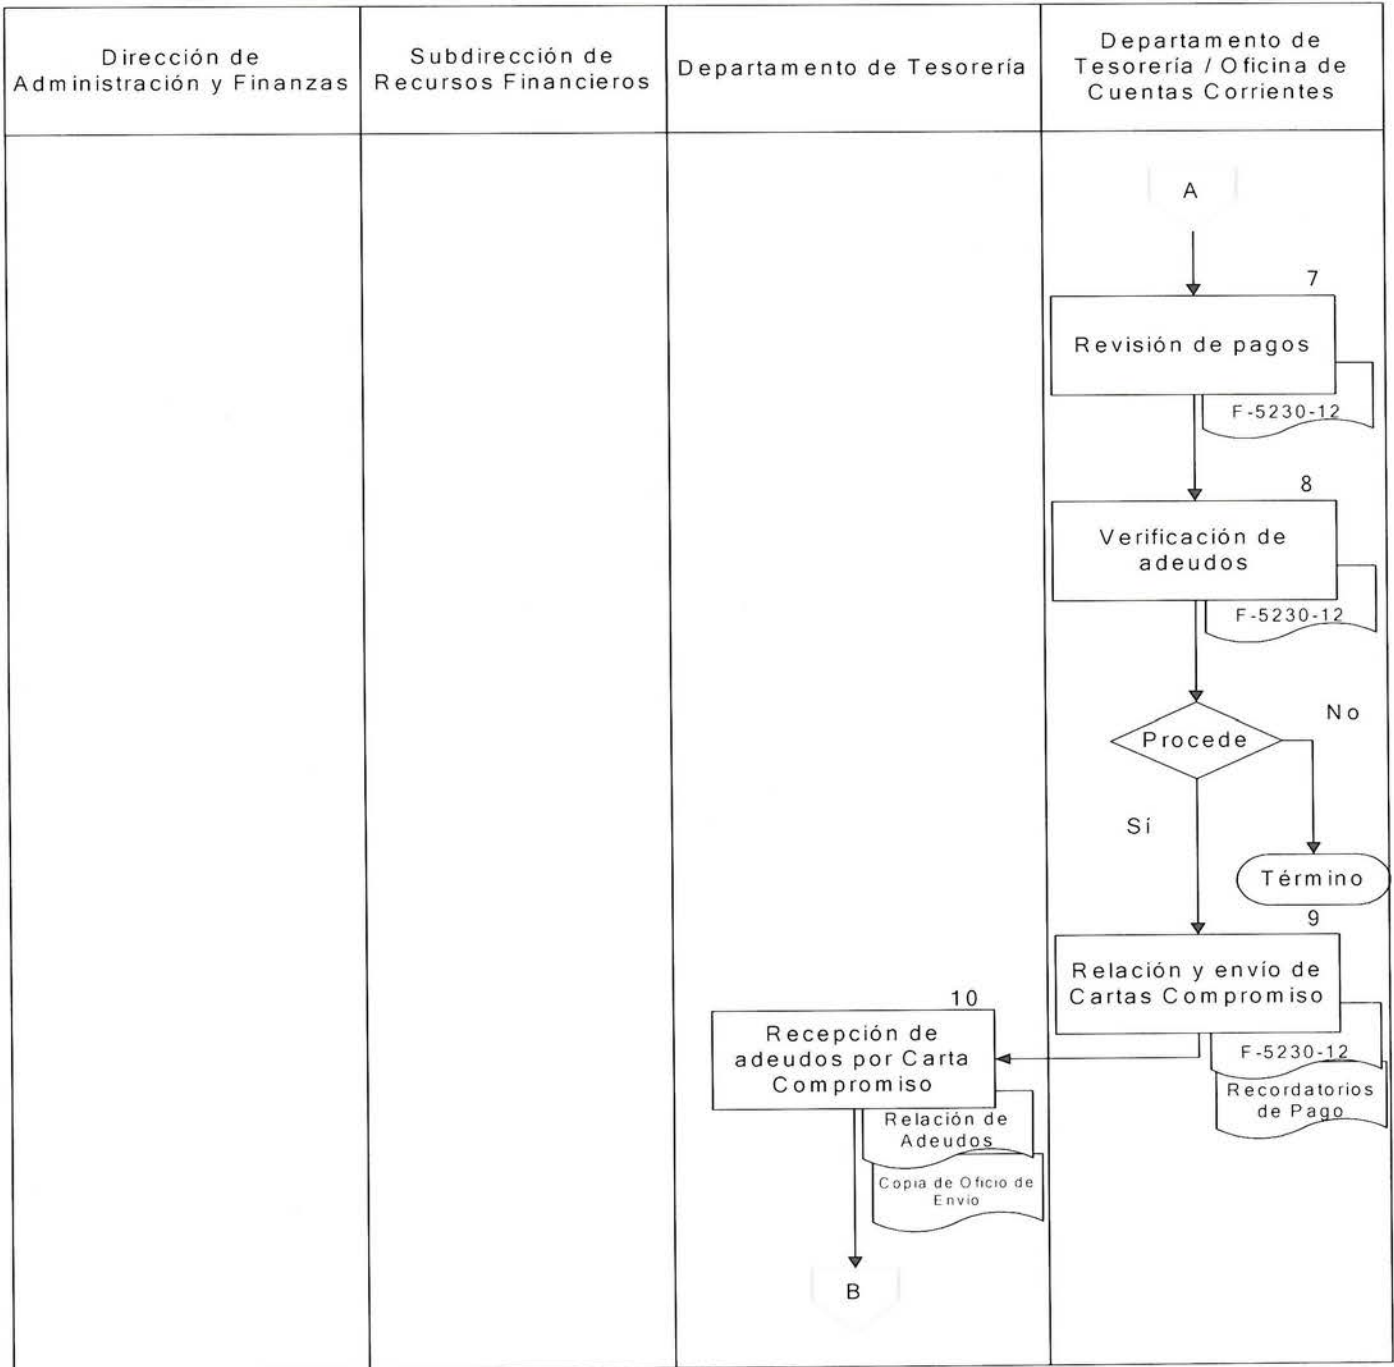 Dirección de
Administración y Finanzas
Subdirección de
Recursos Financieros
Departamento de Tesorería
Departamento de
Tesorería / Oficina de
Cuentas Corrientes
A
7
Revisión de pagos
F-5230-12
8
Verificación de
adeudos
F-5230-12
Procede
No
Sí
Término
9
Relación y envío de
Cartas Compromiso
F-5230-12
Recordatorios
de Pago
10
Recepción de
adeudos por Carta
Compromiso
Relación de
Adeudos
Copia de Oficio de
Envío
B